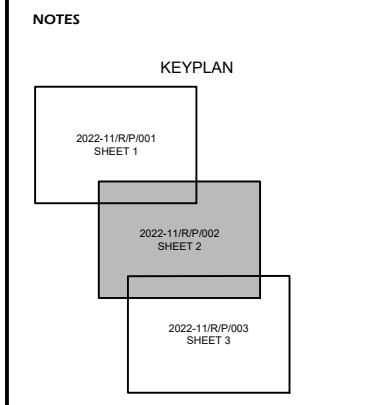 NOTES
KEYPLAN
2022-11/R/P/001
SHEET 1
2022-11/R/P/002
SHEET 2
2022-11/R/P/003
SHEET 3